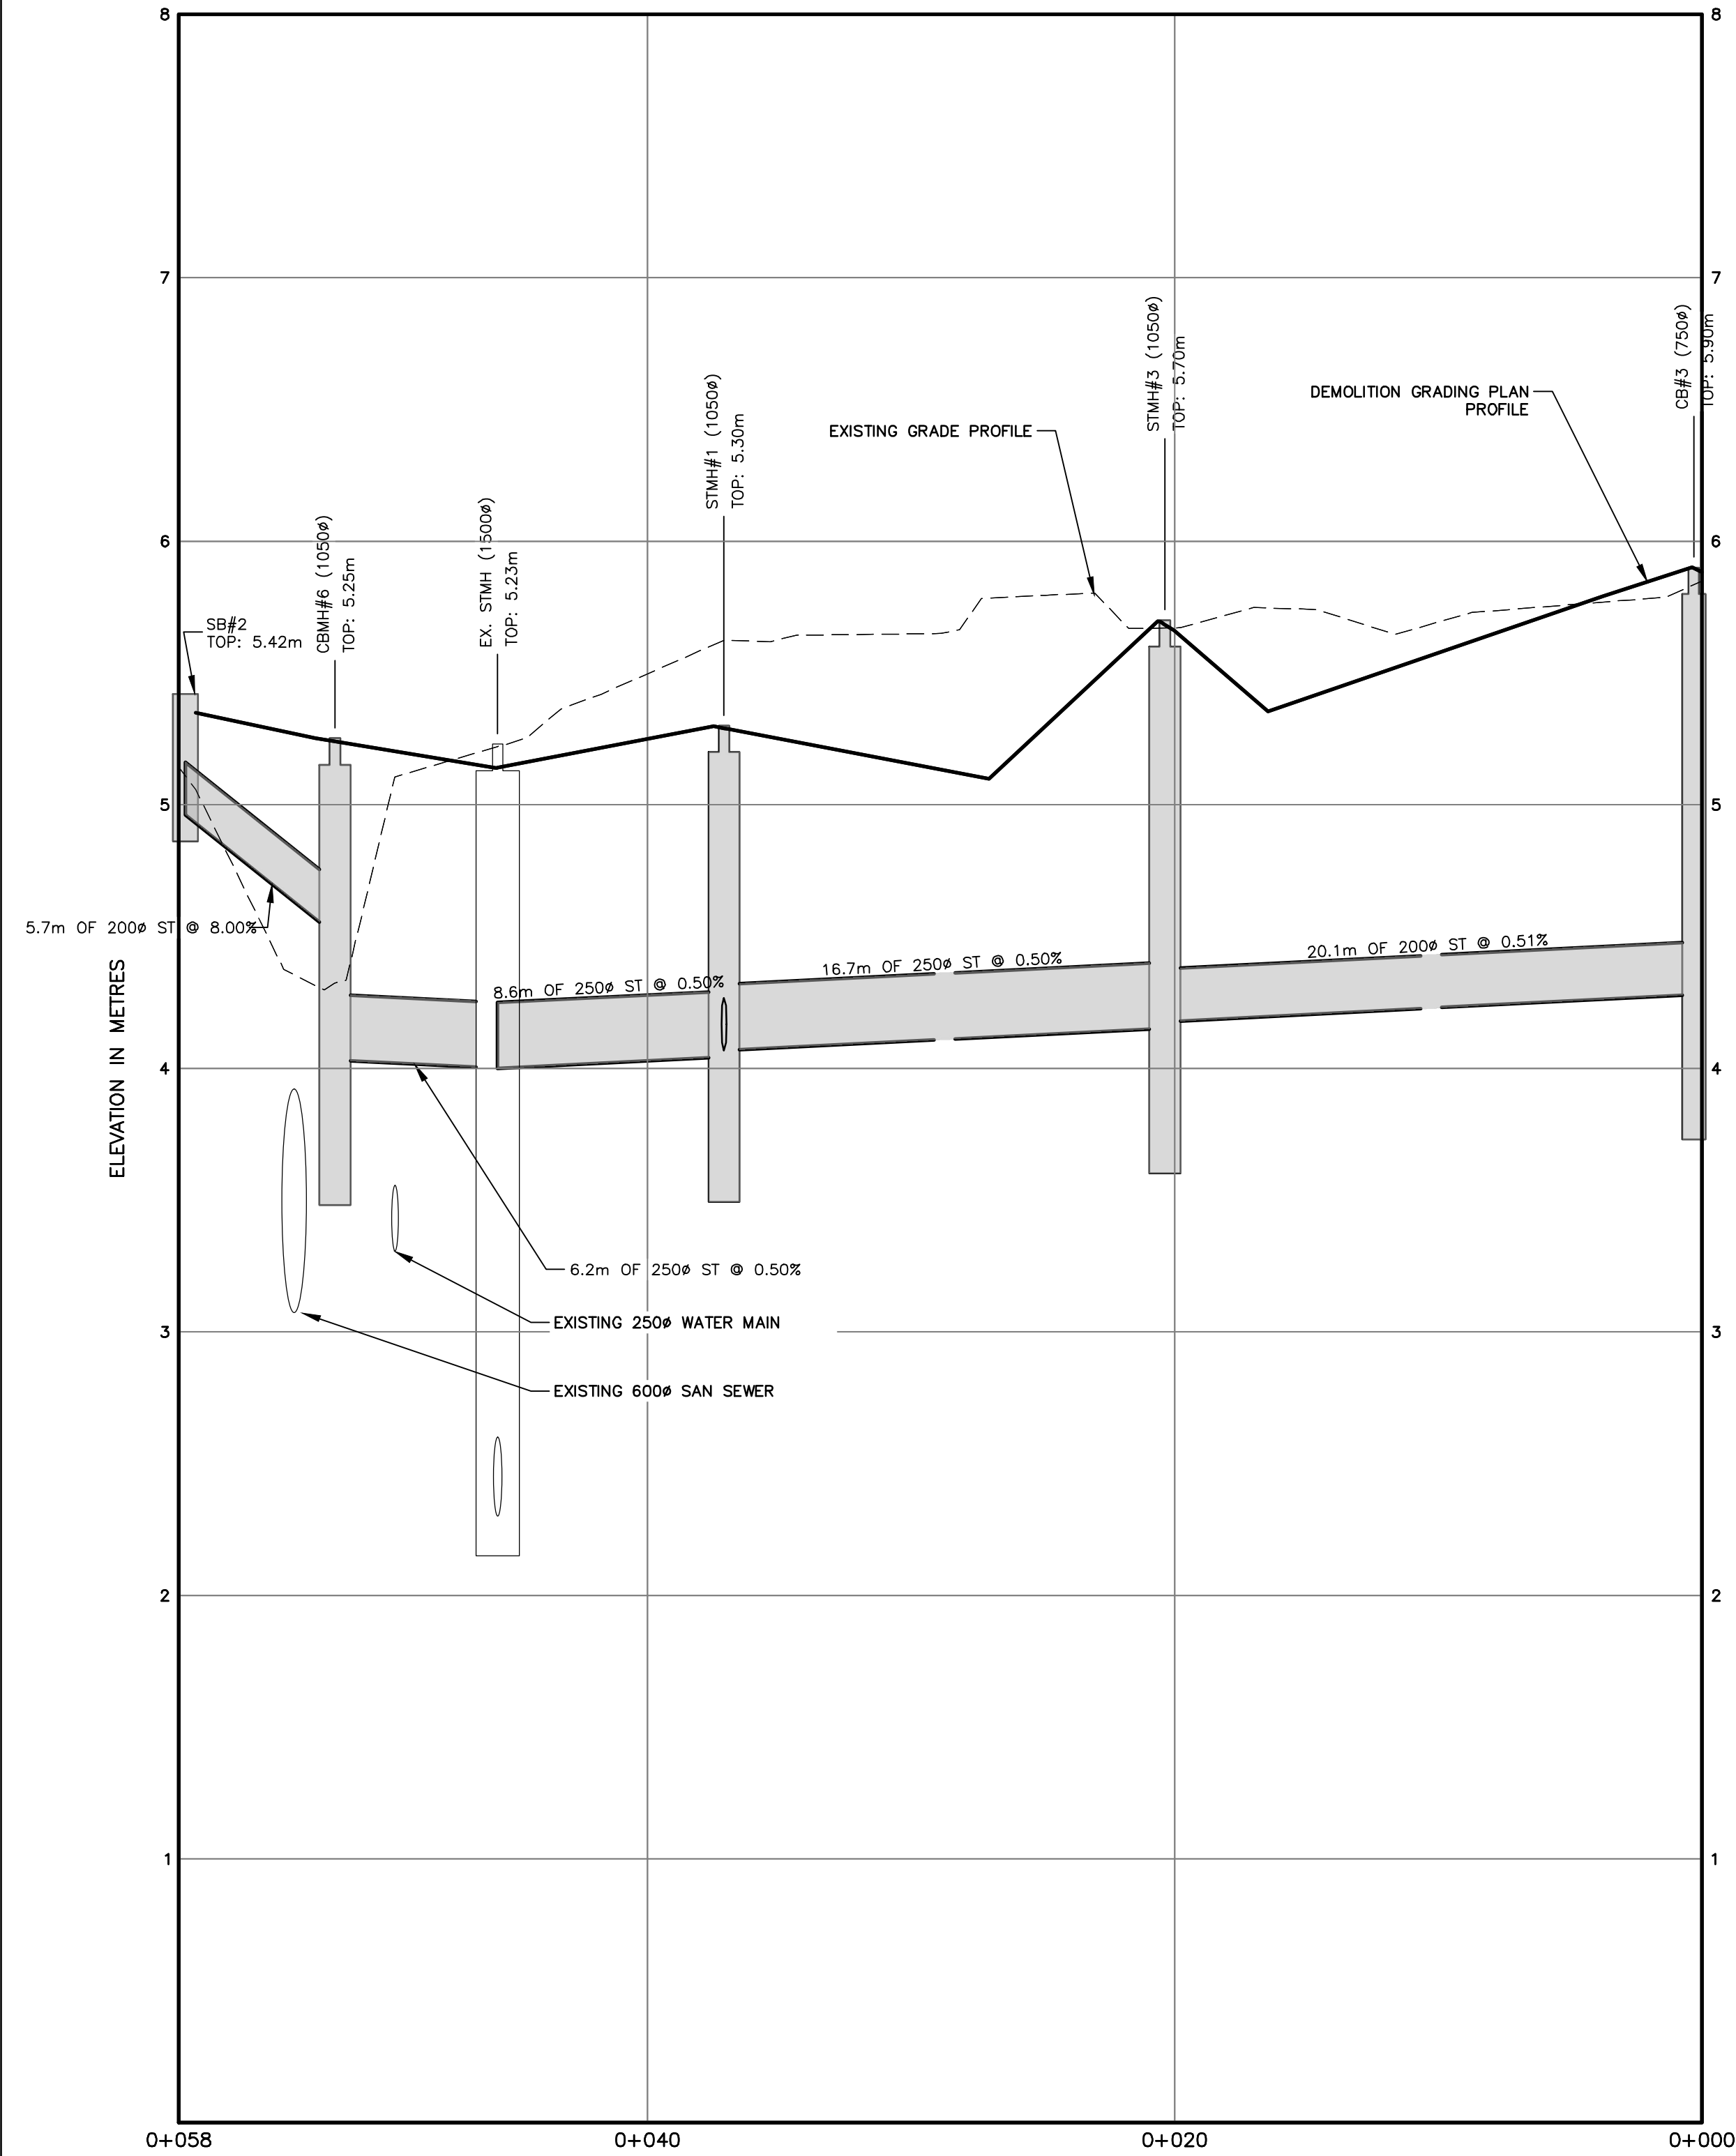 8
8
7
7
STMH#3 (1050ø)
TOP: 5.70m
CB#3 (750ø)
TOP: 5.90m
DEMOLITION GRADING PLAN
PROFILE
STMH#1 (1050ø)
TOP: 5.30m
EXISTING GRADE PROFILE
6
6
CBMH#6 (1050ø)
TOP: 5.25m
EX. STMH (1500ø)
TOP: 5.23m
SB#2
TOP: 5.42m
5
5
5.7m OF 200ø ST @ 8.00%
8.6m OF 250ø ST @ 0.50%
16.7m OF 250ø ST @ 0.50%
20.1m OF 200ø ST @ 0.51%
ELEVATION IN METRES
4
4
6.2m OF 250ø ST @ 0.50%
EXISTING 250ø WATER MAIN
3
3
EXISTING 600ø SAN SEWER
2
2
1
1
0+058
0+040
0+020
0+000